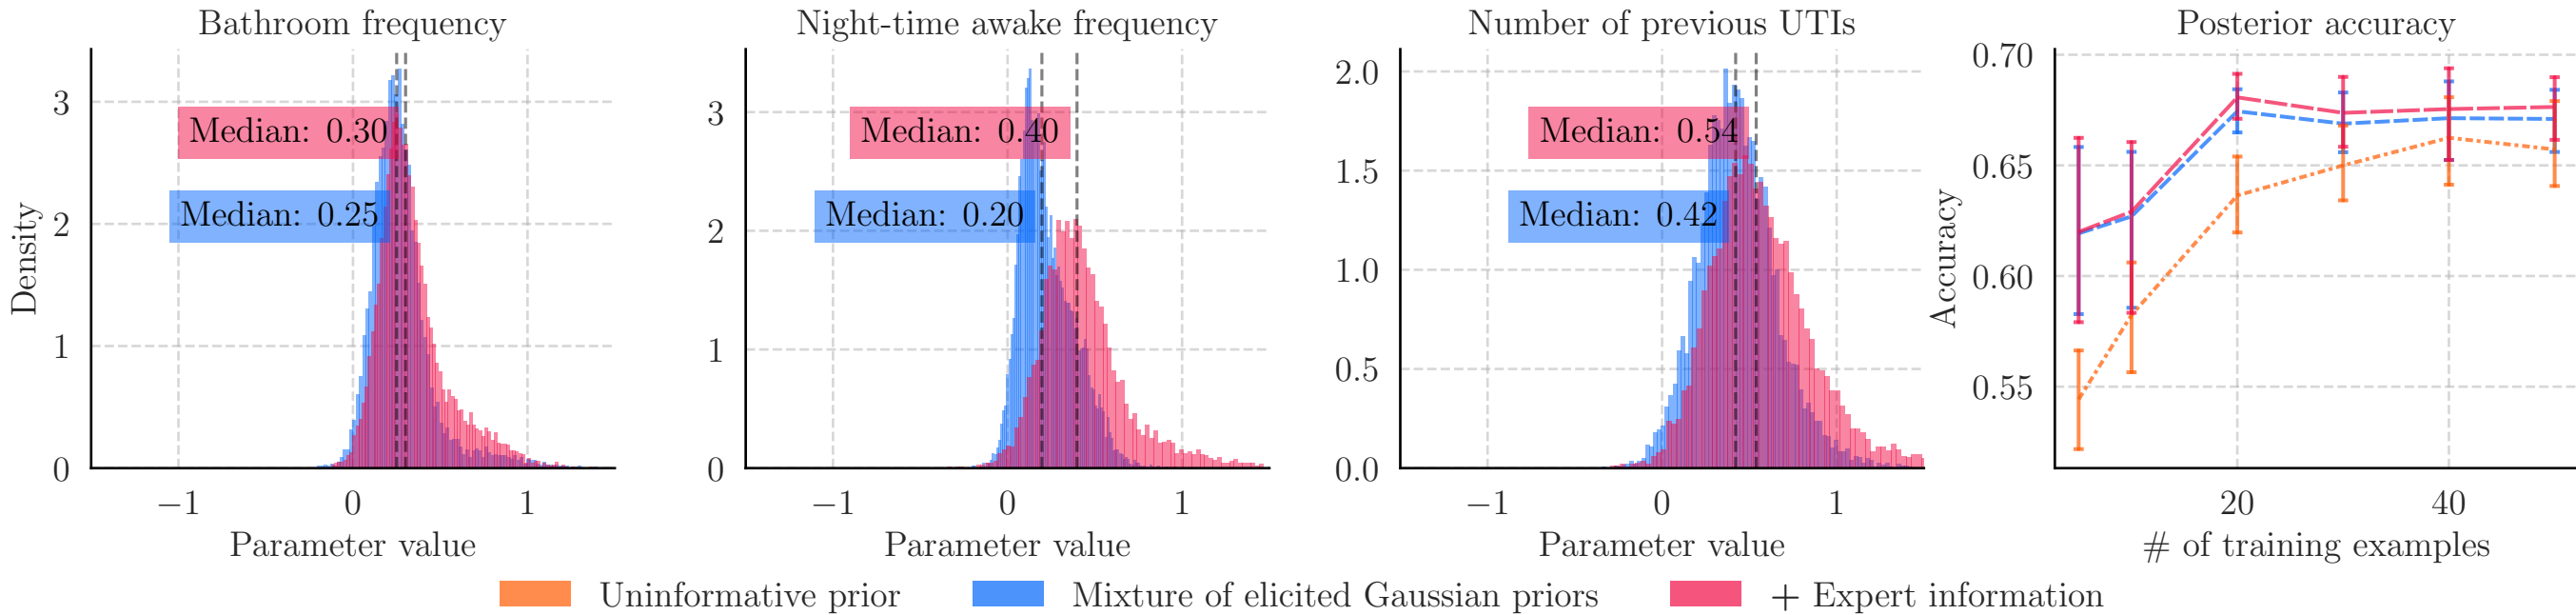 Bathroom frequency
Density
3
2
1
0
Median: 0.30
Median: 0.25
−1 0 1
Parameter value
Night-time awake frequency
3
2
1
0
Median: 0.40
Median: 0.20
−1 0 1
Parameter value
Number of previous UTIs
2.0
1.5
1.0
0.5
0.0
Median: 0.54
Median: 0.42
−1 0 1
Parameter value
Posterior accuracy
Accuracy
0.70
0.65
0.60
0.55
20 40
# of training examples
Uninformative prior Mixture of elicited Gaussian priors + Expert information